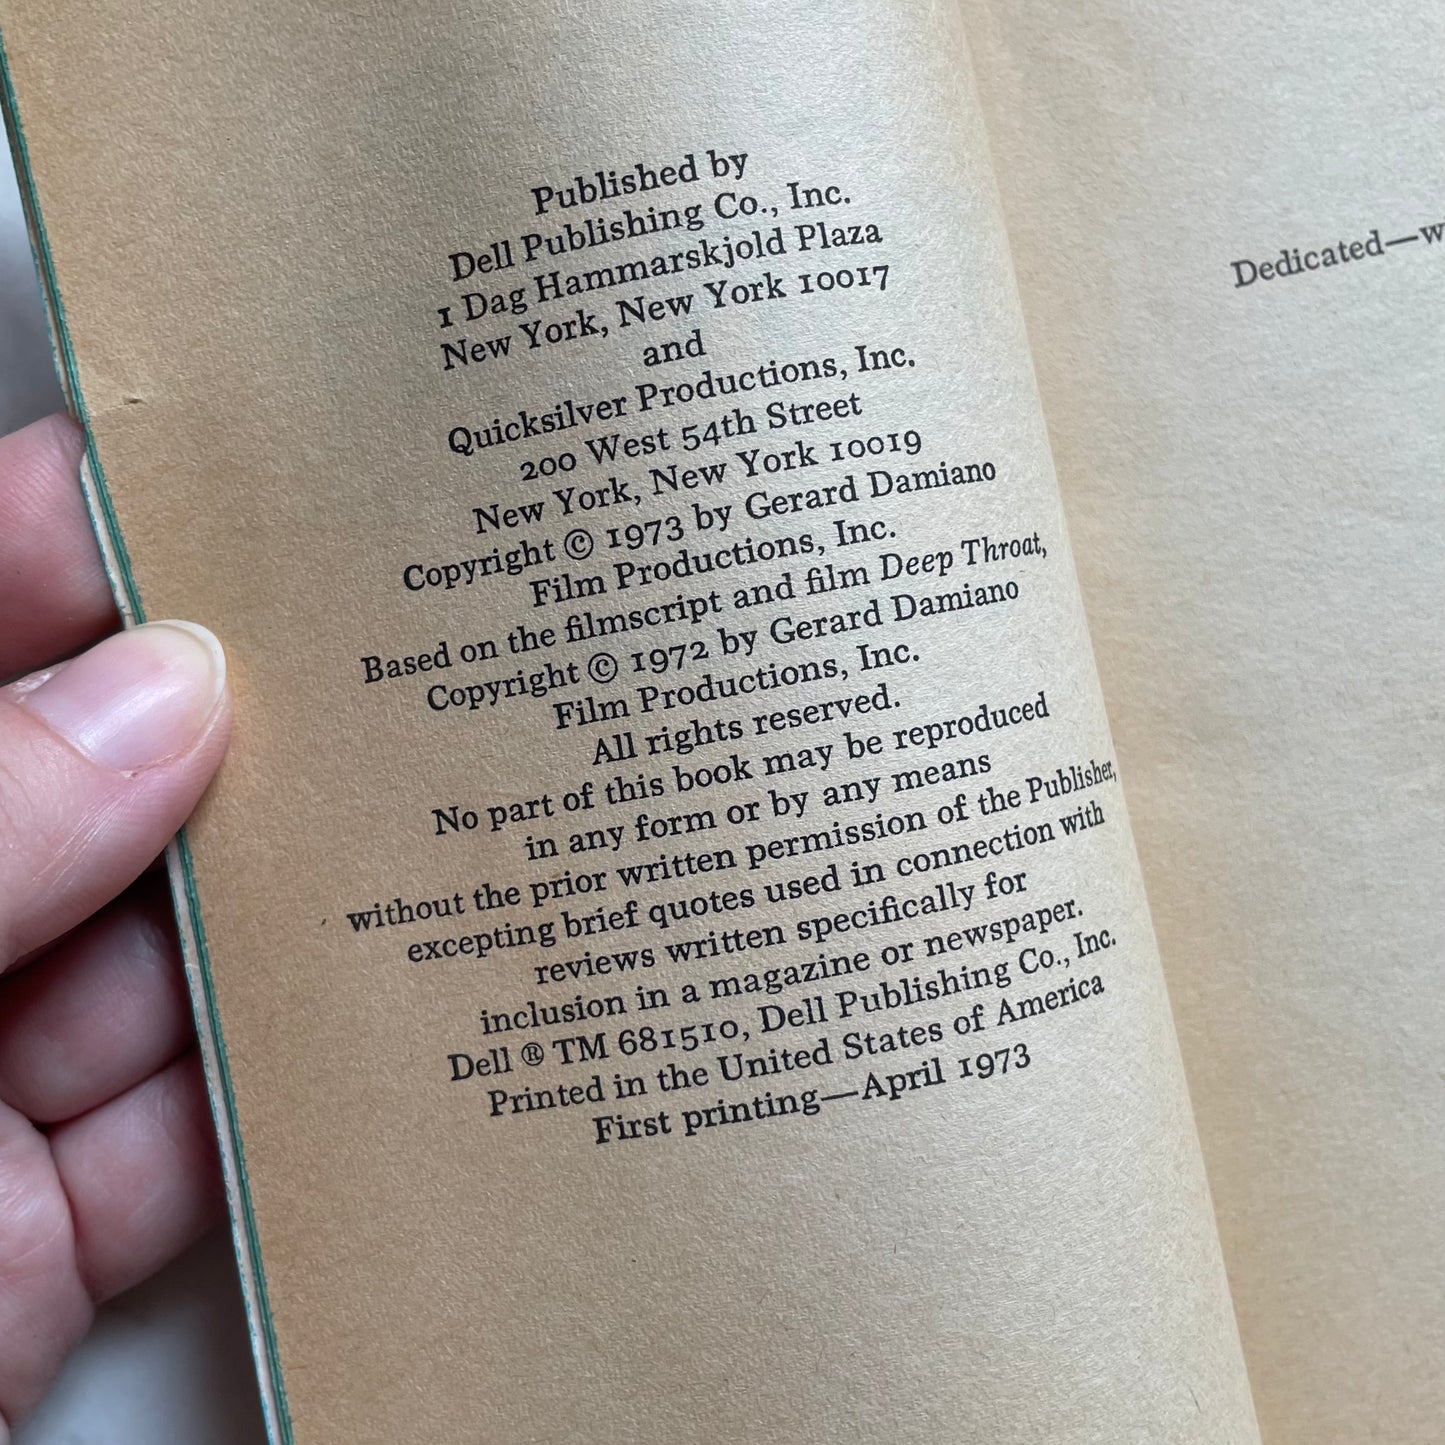 Published by
Dell Publishing Co., Inc.
1 Dag Hammarskjold Plaza
New York, New York 10017
and
Quicksilver Productions, Inc.
200 West 54th Street
New York, New York 10019
Copyright © 1973 by Gerard Damiano
Film Productions, Inc.
Based on the filmscript and film Deep Throat,
Copyright © 1972 by Gerard Damiano
Film Productions, Inc.
All rights reserved.
No part of this book may be reproduced
in any form or by any means
without the prior written permission of the Publisher,
excepting brief quotes used in connection with
reviews written specifically for
inclusion in a magazine or newspaper.
Dell ® TM 681510, Dell Publishing Co., Inc.
Printed in the United States of America
First printing—April 1973
Dedicated—